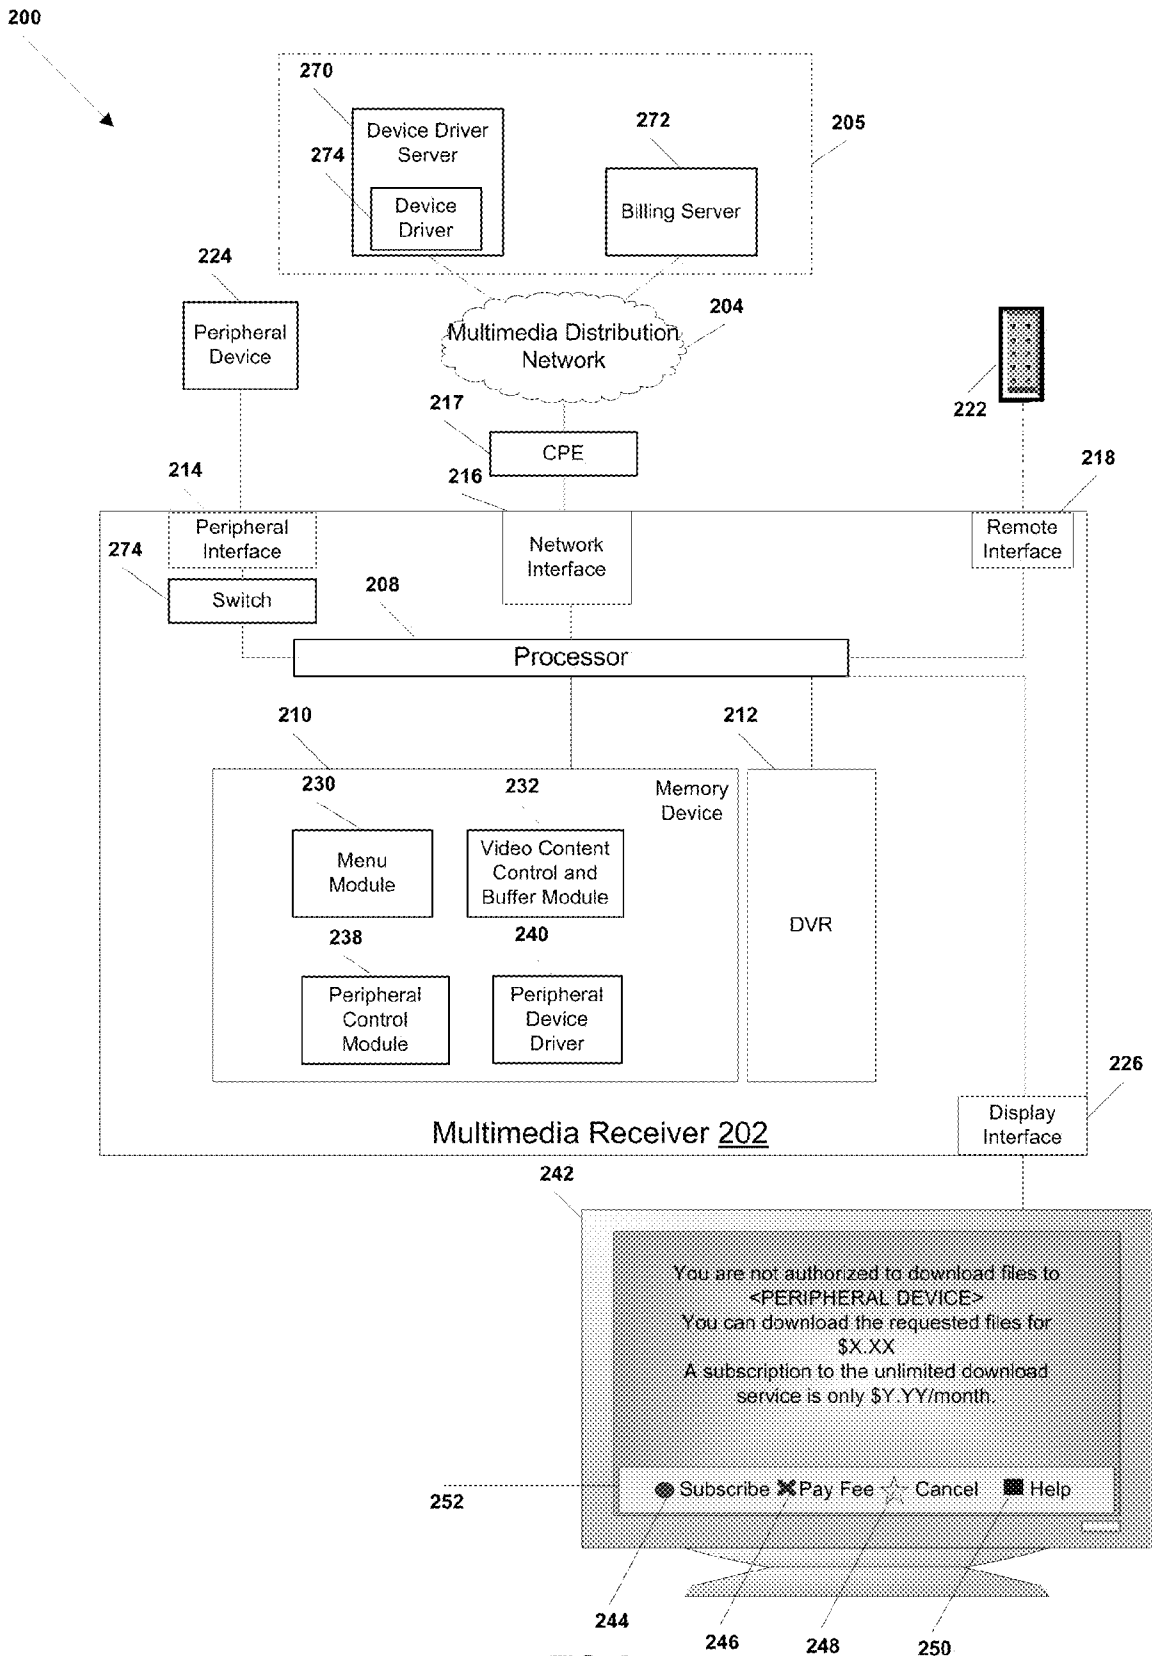 200
270
Device Driver
Server
274
Device
Driver
272
Billing Server
205
224
Peripheral
Device
Multimedia Distribution
Network
204
222
217
CPE
214
216
218
Peripheral
Interface
Network
Interface
Remote
Interface
274
Switch
208
Processor
210
212
230
232
Memory
Device
Menu
Module
Video Content
Control and
Buffer Module
DVR
238
240
Peripheral
Control
Module
Peripheral
Device
Driver
226
Display
Interface
Multimedia Receiver 202
242
You are not authorized to download files to
<PERIPHERAL DEVICE>
You can download the requested files for
$X.XX
A subscription to the unlimited download
service is only $Y.YY/month.
252
Subscribe Pay Fee Cancel Help
244
246
248
250